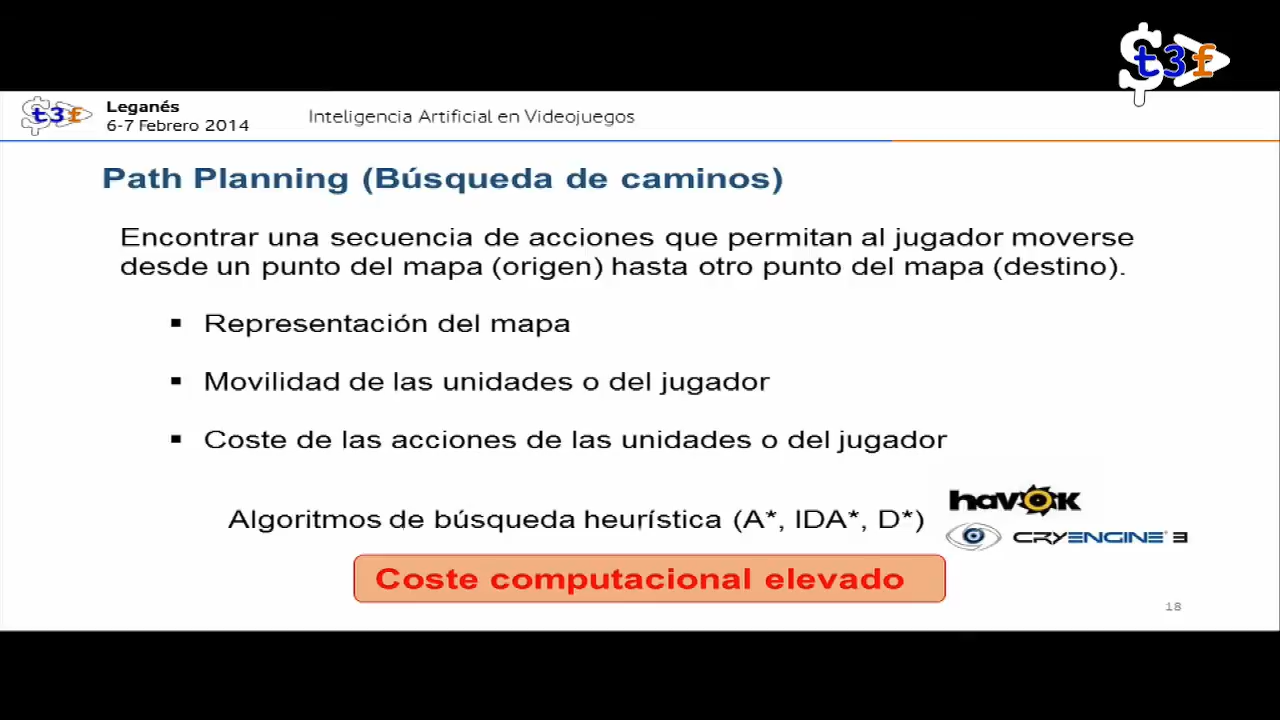 t3f
t3f
Leganés
6-7 Febrero 2014
Inteligencia Artificial en Videojuegos
Path Planning (Búsqueda de caminos)
Encontrar una secuencia de acciones que permitan al jugador moverse
desde un punto del mapa (origen) hasta otro punto del mapa (destino).
▪ Representación del mapa
▪ Movilidad de las unidades o del jugador
▪ Coste de las acciones de las unidades o del jugador
Algoritmos de búsqueda heurística (A*, IDA*, D*)
havok
CRYENGINE® 3
Coste computacional elevado
18